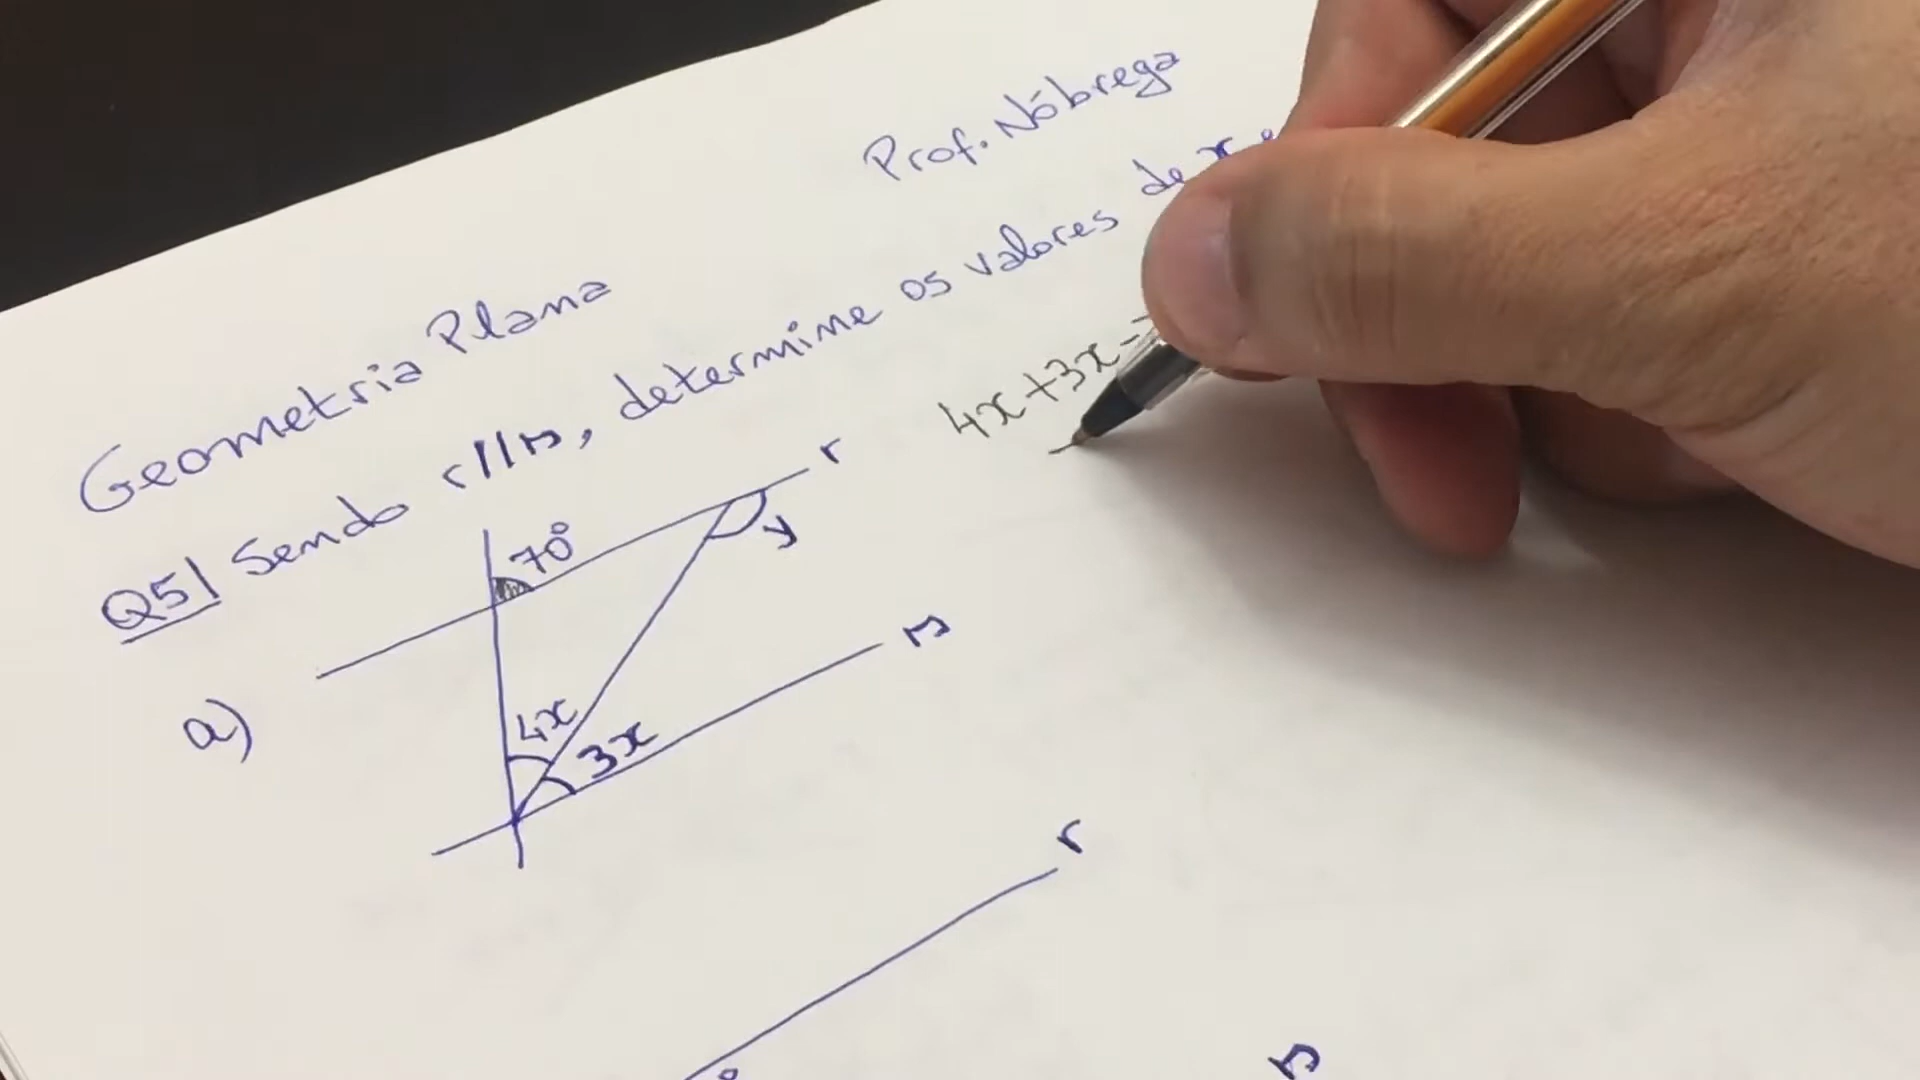 Prof. Nóbrega
Geometria Plana
Q5| Sendo r//s, determine os valores de x e
4x+3x=
a)
70°
r
y
s
4x
3x
r
s